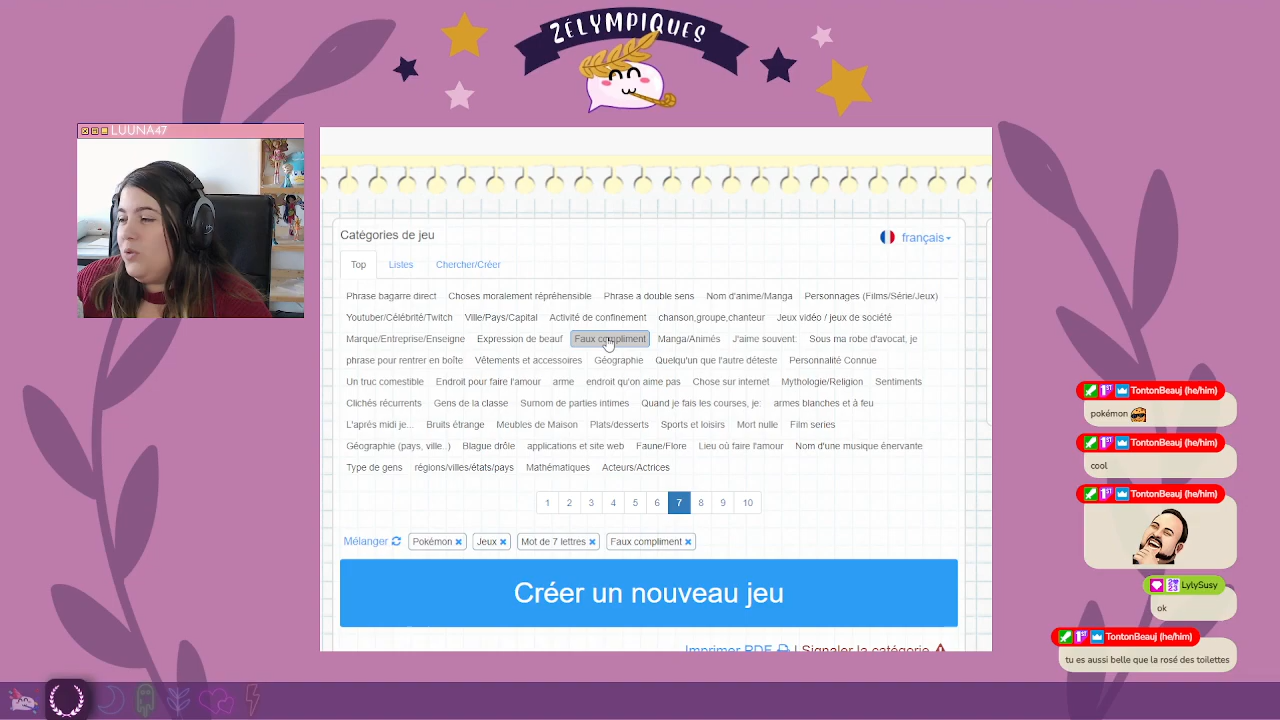 ZÉLYMPIQUES
LUUNA47
Catégories de jeu
français
Top Listes Chercher/Créer
Phrase bagarre direct Choses moralement répréhensible Phrase a double sens Nom d'anime/Manga Personnages (Films/Série/Jeux)
Youtuber/Célébrité/Twitch Ville/Pays/Capital Activité de confinement chanson,groupe,chanteur Jeux vidéo / jeux de société
Marque/Entreprise/Enseigne Expression de beauf Faux compliment Manga/Animés J'aime souvent. Sous ma robe d'avocat, je
phrase pour rentrer en boîte Vêtements et accessoires Géographie Quelqu'un que l'autre déteste Personnalité Connue
Un truc comestible Endroit pour faire l'amour arme endroit qu'on aime pas Chose sur internet Mythologie/Religion Sentiments
Clichés récurrents Gens de la classe Surnom de parties intimes Quand je fais les courses, je: armes blanches et à feu
L'après midi je... Bruits étrange Meubles de Maison Plats/desserts Sports et loisirs Mort nulle Film series
Géographie (pays, ville..) Blaque drôle applications et site web Faune/Flore Lieu où faire l'amour Nom d'une musique énervante
Type de gens régions/villes/états/pays Mathématiques Acteurs/Actrices
1 2 3 4 5 6 7 8 9 10
Mélanger Pokémon Jeux Mot de 7 lettres Faux compliment
Créer un nouveau jeu
Imprimer PDF | Signaler la catégorie
TontonBeauj (he/him)
pokémon
TontonBeauj (he/him)
cool
TontonBeauj (he/him)
LylySusy
ok
TontonBeauj (he/him)
tu es aussi belle que la rosé des toilettes